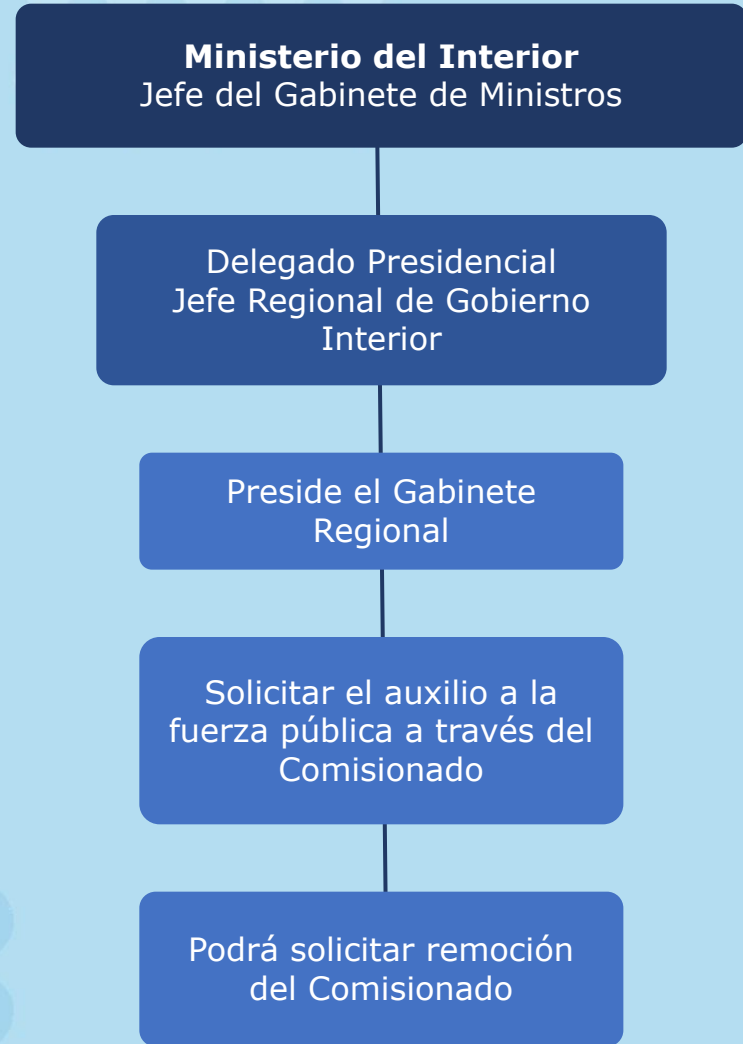 Ministerio del Interior
Jefe del Gabinete de Ministros
Delegado Presidencial
Jefe Regional de Gobierno
Interior
Preside el Gabinete
Regional
Solicitar el auxilio a la
fuerza pública a través del
Comisionado
Podrá solicitar remoción
del Comisionado